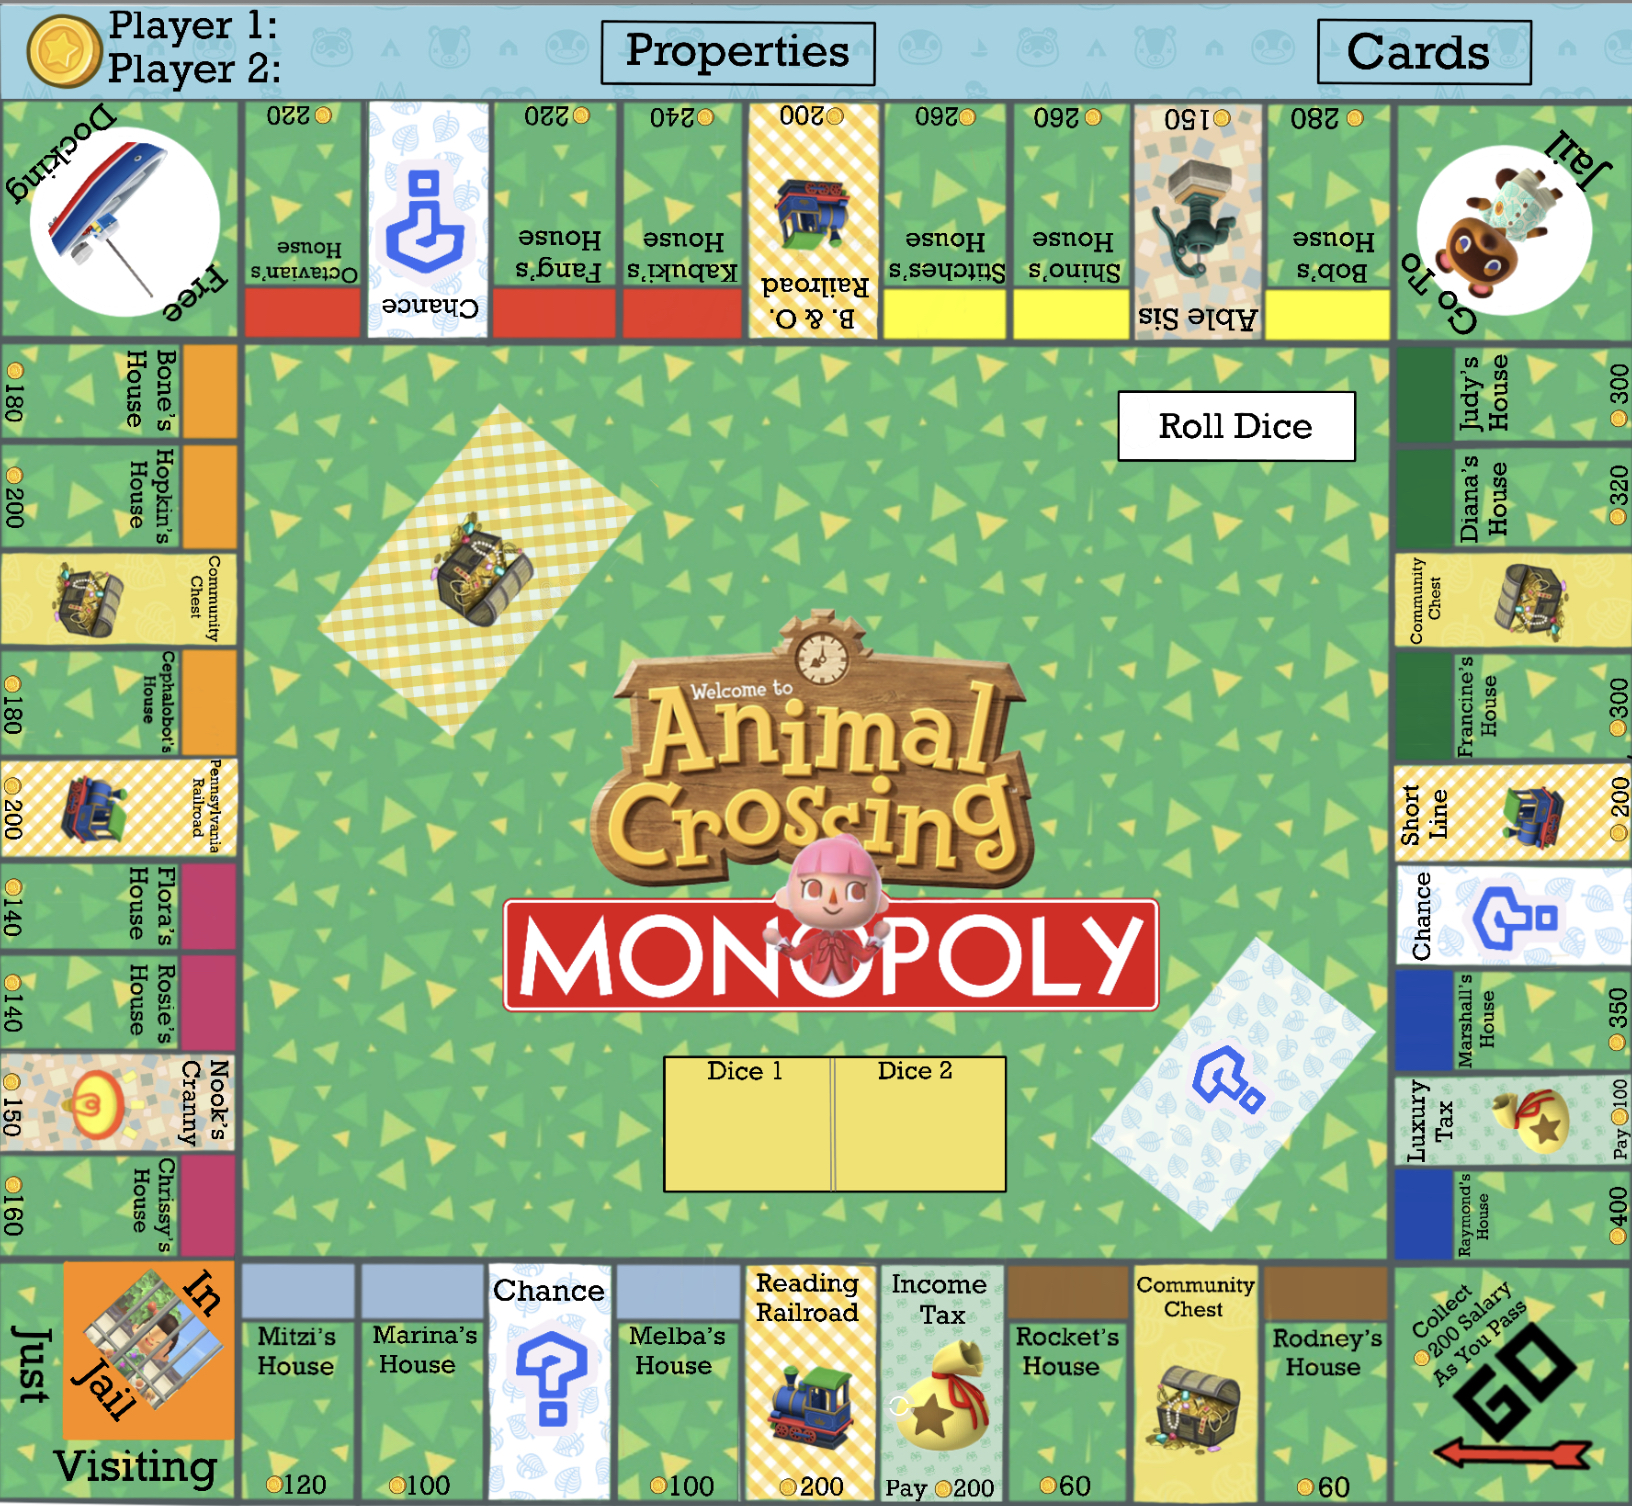 Player 1:
Player 2:
Properties
Cards
Free
Docking
220
Octavian's
House
Chance
220
Fang's
House
240
Kabuki's
House
200
B. & O.
Railroad
260
Stitches's
House
260
Shino's
House
150
Able Sis
280
Bob's
House
Go To
Jail
Bone's
House
180
Hopkin's
House
200
Community
Chest
Cephalobot's
House
180
Pennsylvania
Railroad
200
Flora's
House
140
Rosie's
House
140
Nook's
Cranny
150
Chrissy's
House
160
Roll Dice
Welcome to
Animal
Crossing
MONOPOLY
Dice 1
Dice 2
Judy's
House
300
Diana's
House
320
Community
Chest
Francine's
House
300
Short
Line
200
Chance
Marshall's
House
350
Luxury
Tax
Pay 100
Raymond's
House
400
In
Jail
Just
Visiting
Mitzi's
House
120
Marina's
House
100
Chance
Melba's
House
100
Reading
Railroad
200
Income
Tax
Pay 200
Rocket's
House
60
Community
Chest
Rodney's
House
60
Collect
200 Salary
As You Pass
GO